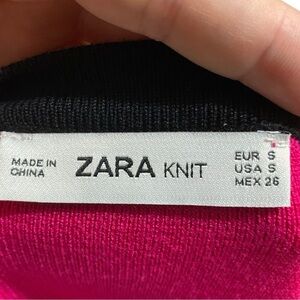 MADE IN
CHINA
ZARA KNIT
EUR S
USA S
MEX 26